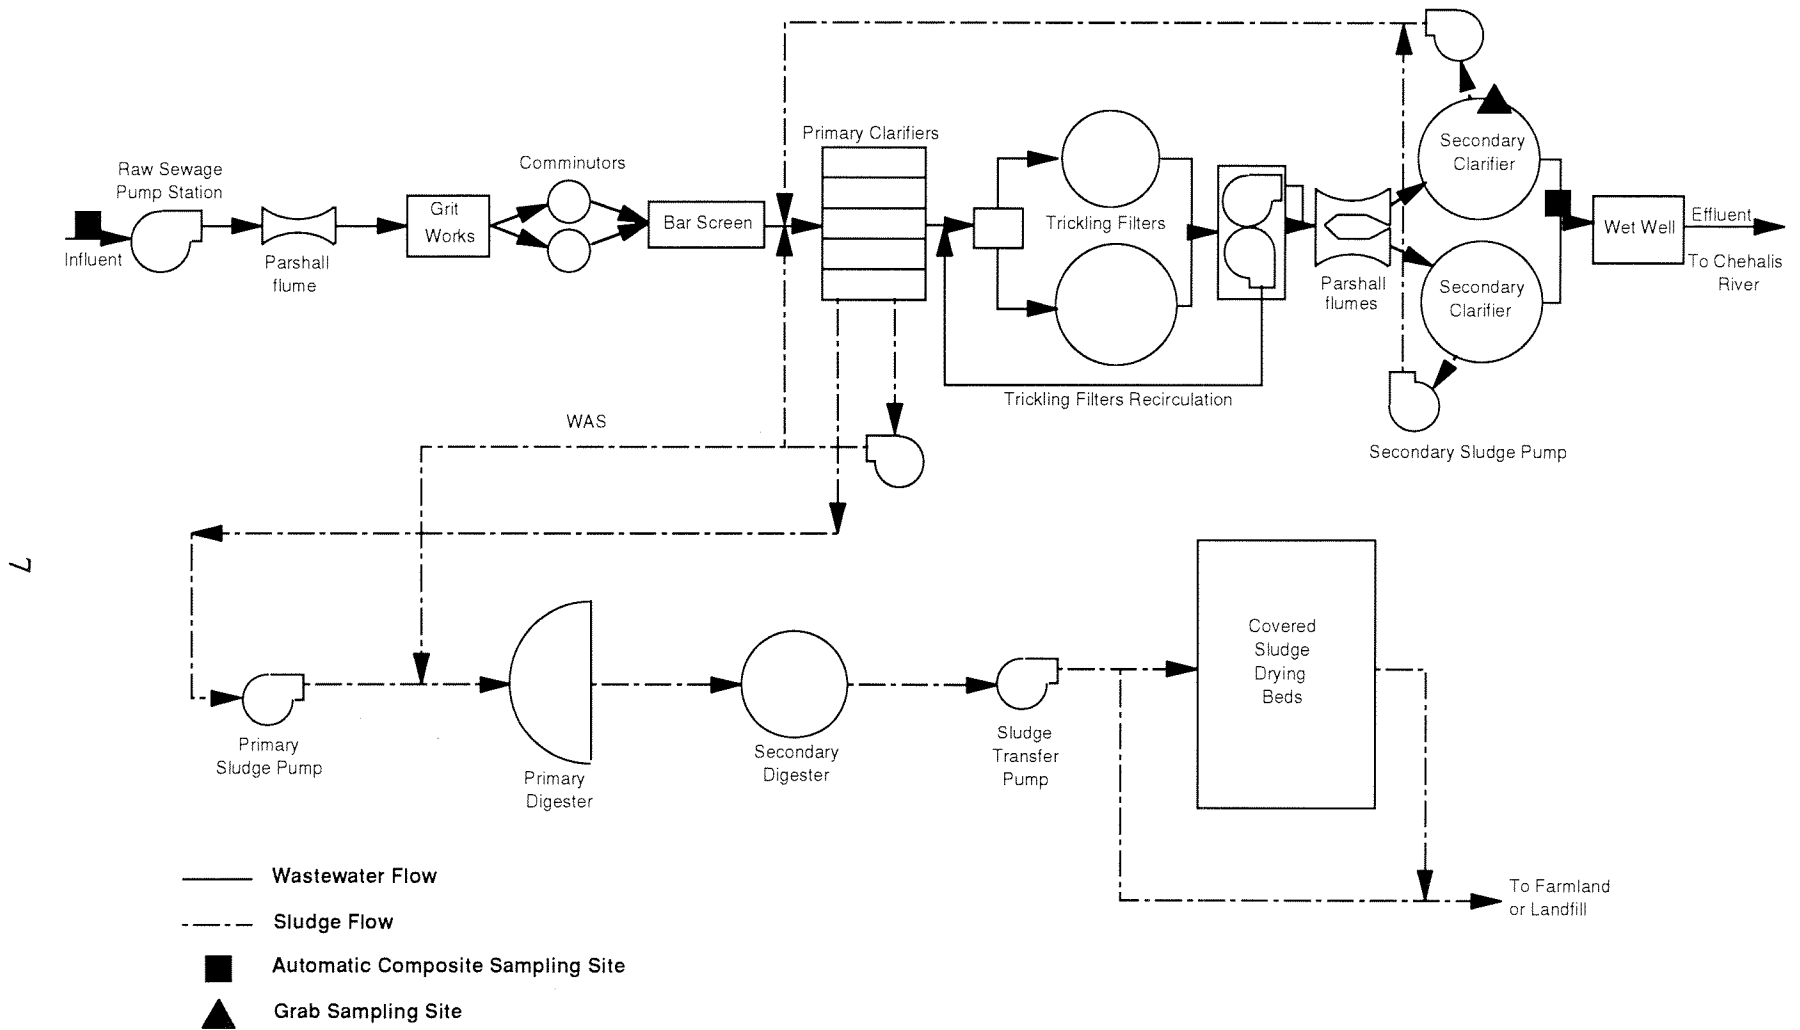 Primary Clarifiers
Comminutors
Raw Sewage
Pump Station
Grit
Works
Bar Screen
Trickling Filters
Secondary
Clarifier
Wet Well
Effluent
Influent
Parshall
flume
Parshall
flumes
Secondary
Clarifier
To Chehalis
River
Trickling Filters Recirculation
WAS
Secondary Sludge Pump
7
Covered
Sludge
Drying
Beds
Primary
Sludge Pump
Primary
Digester
Secondary
Digester
Sludge
Transfer
Pump
To Farmland
or Landfill
Wastewater Flow
Sludge Flow
Automatic Composite Sampling Site
Grab Sampling Site